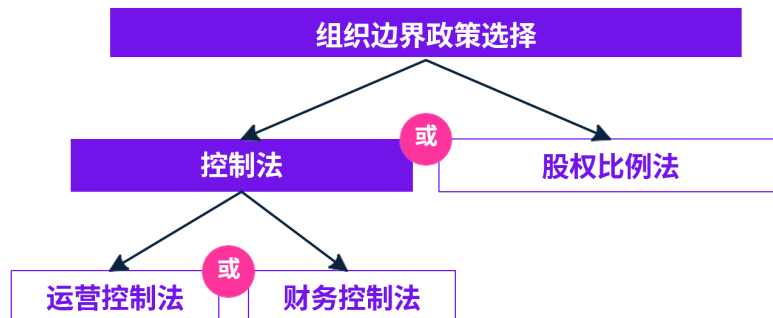 组织边界政策选择
控制法
或
股权比例法
运营控制法
或
财务控制法